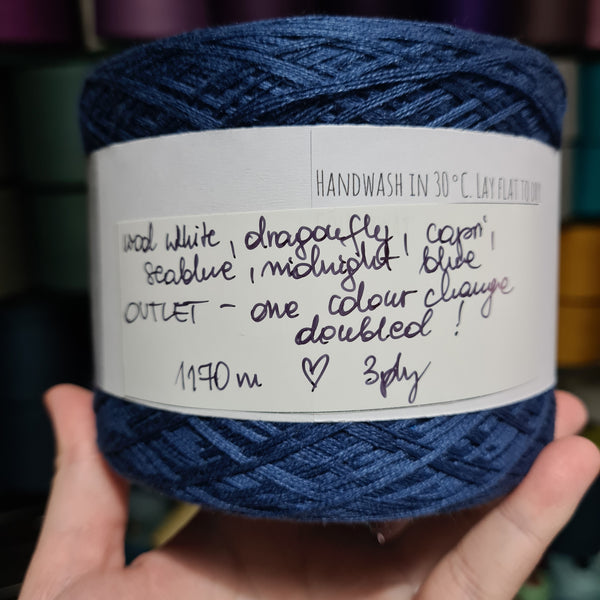 HANDWASH IN 30°C. LAY FLAT TO DRY
wool white, dragonfly, capri,
seablue, midnight blue
OUTLET - one colour change
doubled!
1170m ♡ 3ply